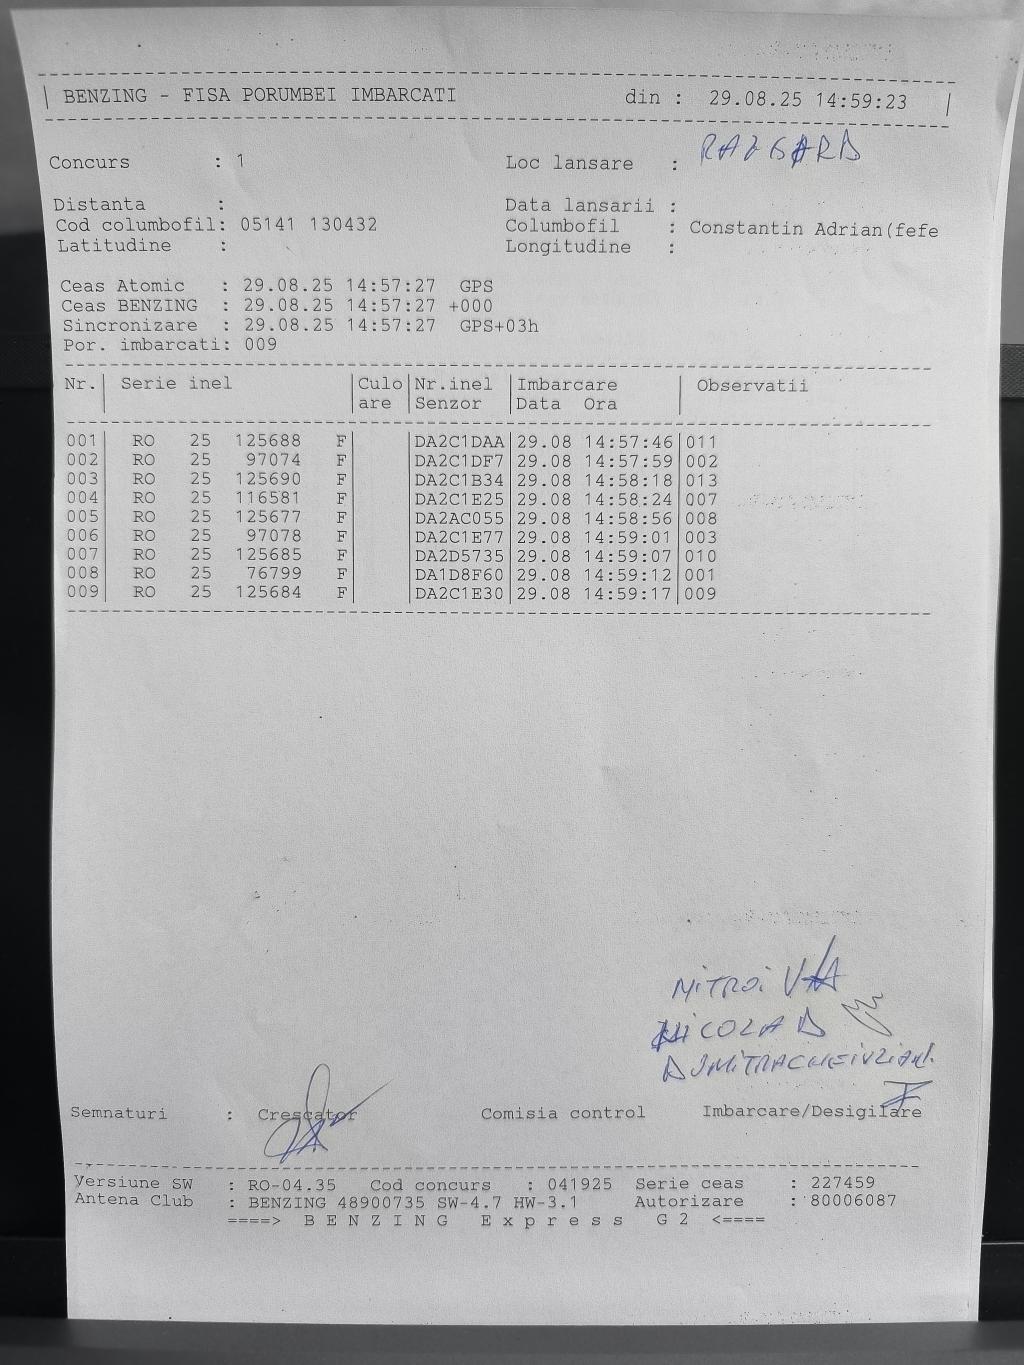 BENZING - FISA PORUMBEI IMBARCATI din : 29.08.25 14:59:23
Concurs : 1 Loc lansare : RAZGARD
Distanta : Data lansarii :
Cod columbofil: 05141 130432 Columbofil : Constantin Adrian(fefe
Latitudine : Longitudine :
Ceas Atomic : 29.08.25 14:57:27 GPS
Ceas BENZING : 29.08.25 14:57:27 +000
Sincronizare : 29.08.25 14:57:27 GPS+03h
Por. imbarcati: 009
Nr. Serie inel Culo Nr.inel Imbarcare Observatii
are Senzor Data Ora
001 RO 25 125688 F DA2C1DAA 29.08 14:57:46 011
002 RO 25 97074 F DA2C1DF7 29.08 14:57:59 002
003 RO 25 125690 F DA2C1B34 29.08 14:58:18 013
004 RO 25 116581 F DA2C1E25 29.08 14:58:24 007
005 RO 25 125677 F DA2AC055 29.08 14:58:56 008
006 RO 25 97078 F DA2C1E77 29.08 14:59:01 003
007 RO 25 125685 F DA2D5735 29.08 14:59:07 010
008 RO 25 76799 F DA1D8F60 29.08 14:59:12 001
009 RO 25 125684 F DA2C1E30 29.08 14:59:17 009
MITROI
NICOLA D
Semnaturi : Crescator Comisia control Imbarcare/Desigilare
Versiune SW : RO-04.35 Cod concurs : 041925 Serie ceas : 227459
Antena Club : BENZING 48900735 SW-4.7 HW-3.1 Autorizare : 80006087
====> B E N Z I N G E x p r e s s G 2 <====